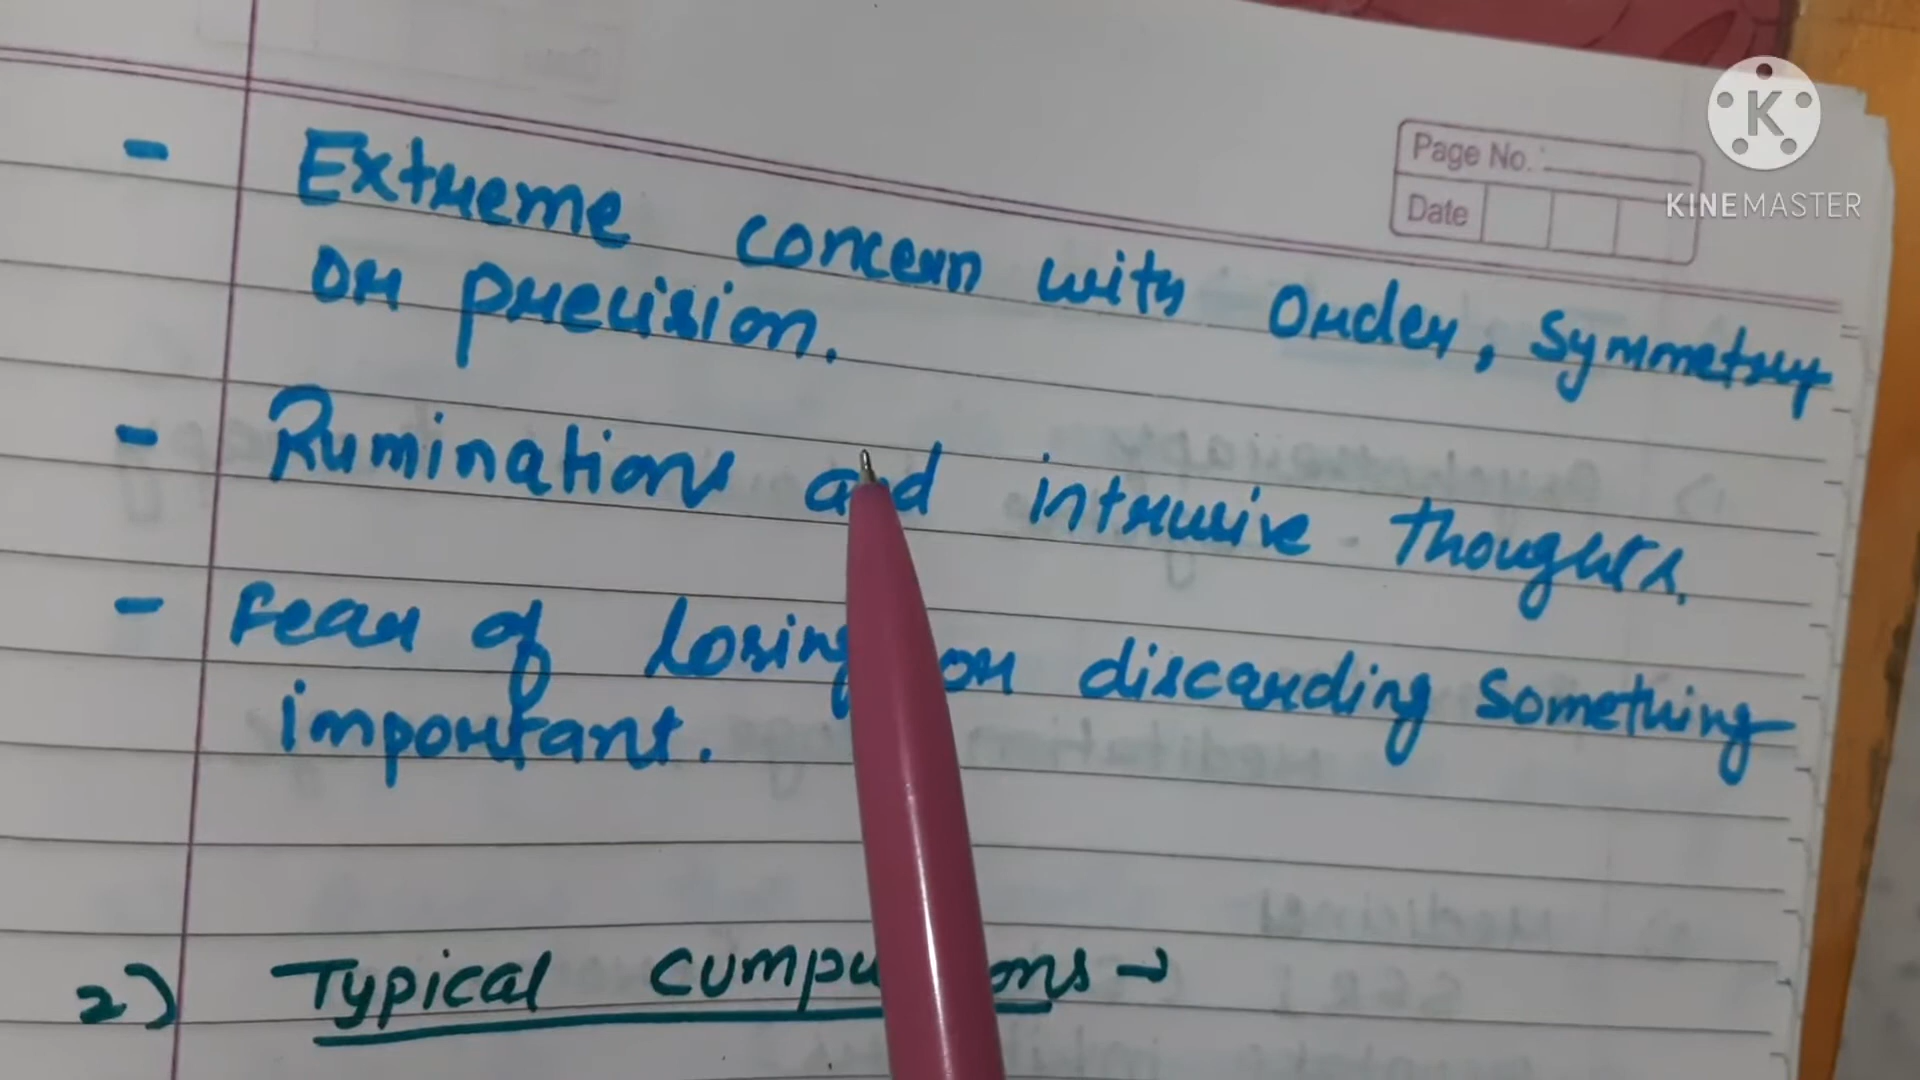 Page No.
Date
KINEMASTER
- Extreme concern with Order, Symmetry
or precision.
- Ruminations and intrusive thoughts.
- Fear of Losing or discarding Something
important.
2) Typical